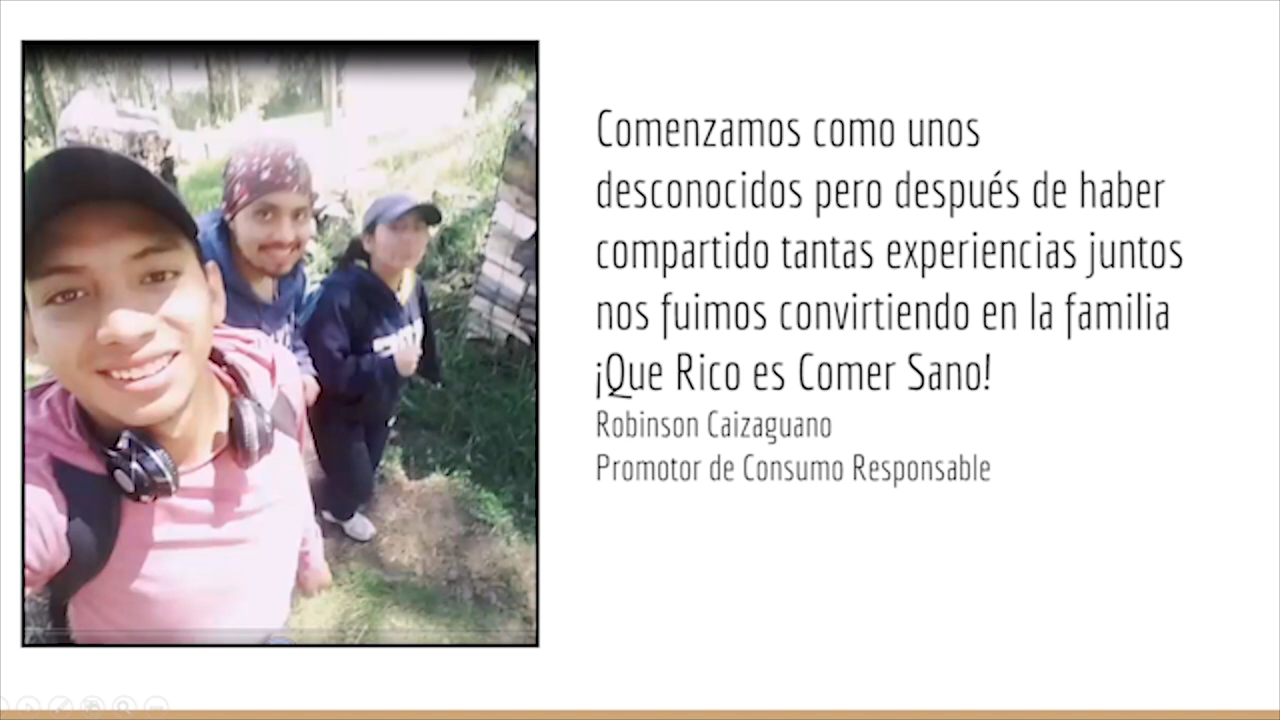 Comenzamos como unos
desconocidos pero después de haber
compartido tantas experiencias juntos
nos fuimos convirtiendo en la familia
¡Que Rico es Comer Sano!
Robinson Caizaguano
Promotor de Consumo Responsable